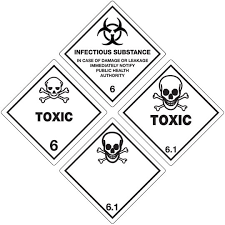 INFECTIOUS SUBSTANCE
IN CASE OF DAMAGE OR LEAKAGE
IMMEDIATELY NOTIFY
PUBLIC HEALTH
AUTHORITY
6
TOXIC
6
TOXIC
6.1
6.1